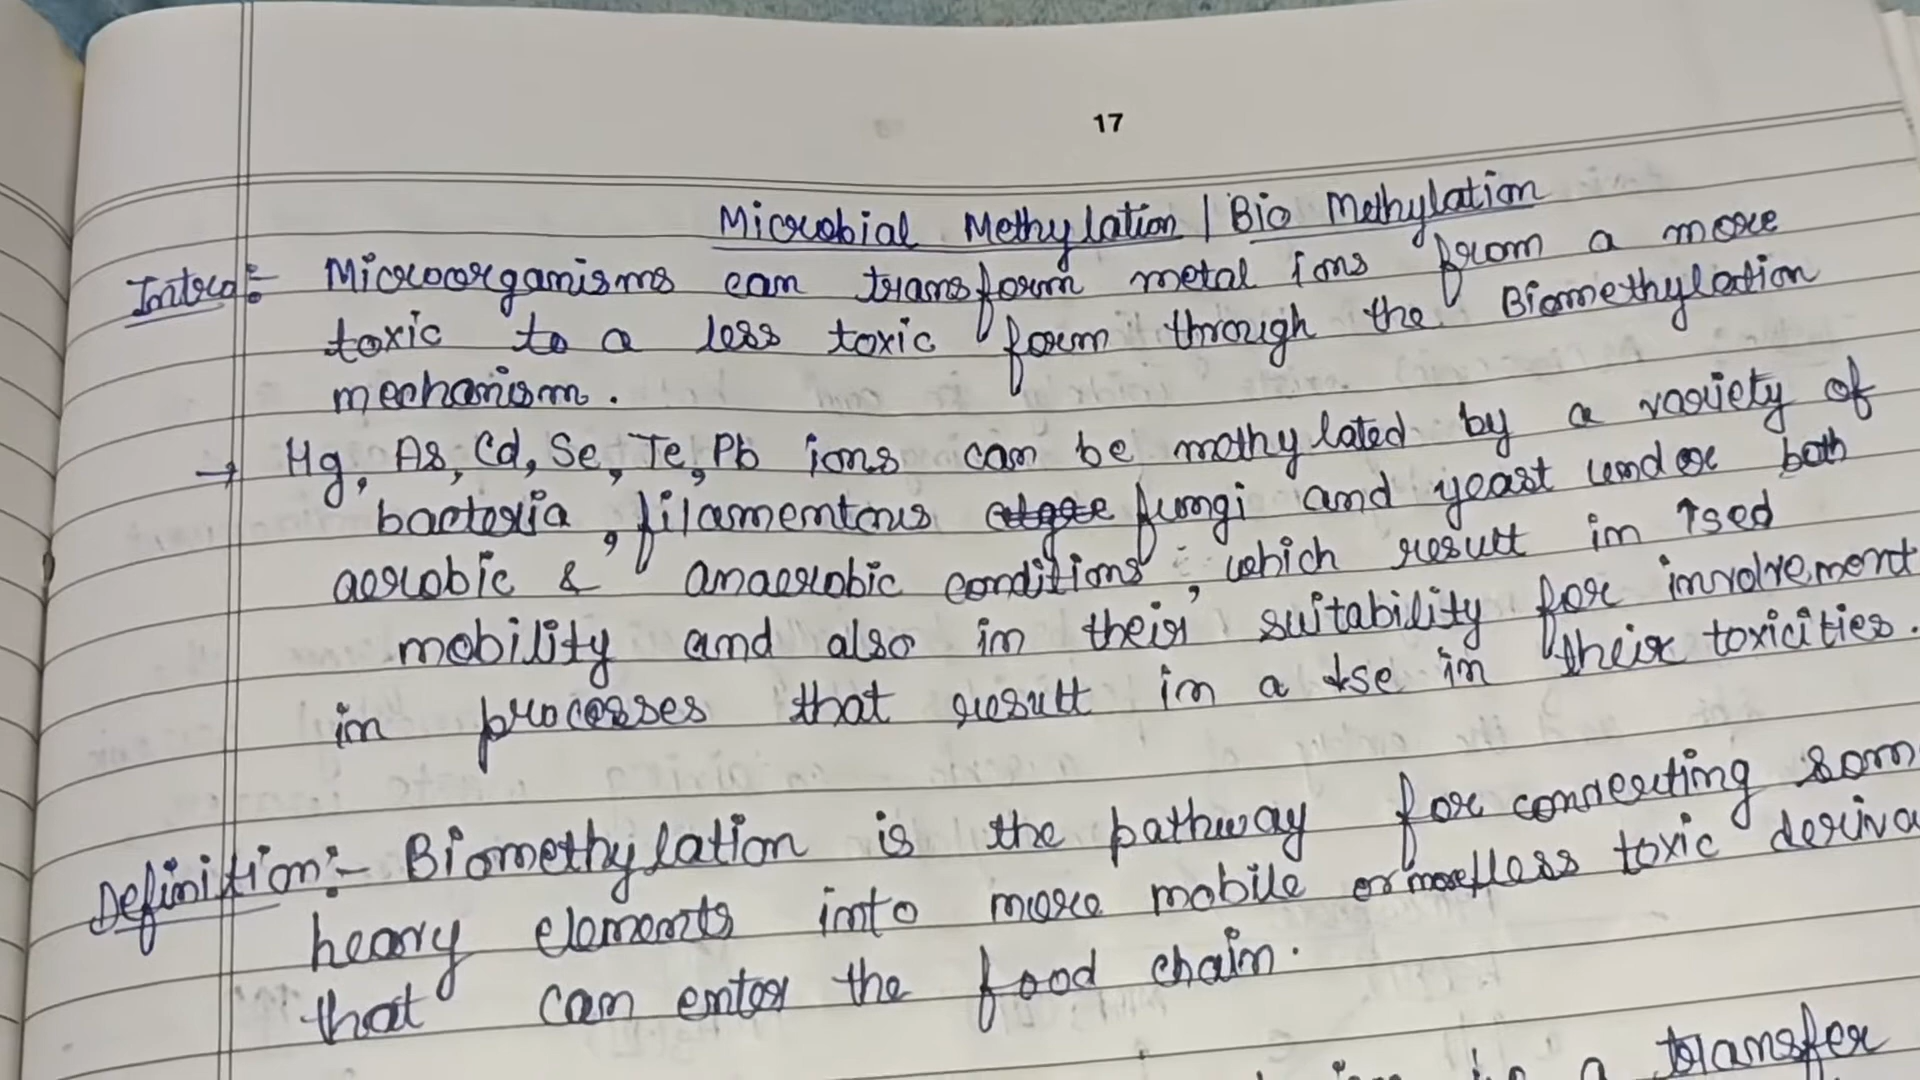 17
Microbial Methylation | Bio Methylation
Intro:- Microorganisms can transform metal ions from a more
toxic to a less toxic form through the Biomethylation
mechanism.
→ Hg, As, Cd, Se, Te, Pb ions can be methylated by a variety of
bacteria, filamentous fungi and yeast under both
aerobic & anaerobic conditions, which result in ↑sed
mobility and also in their suitability for involvement
in processes that result in a ↓se in their toxicities.
Definition:- Biomethylation is the pathway for converting som
heavy elements into more mobile or more/less toxic deriva
that can enter the food chain.
a transfer